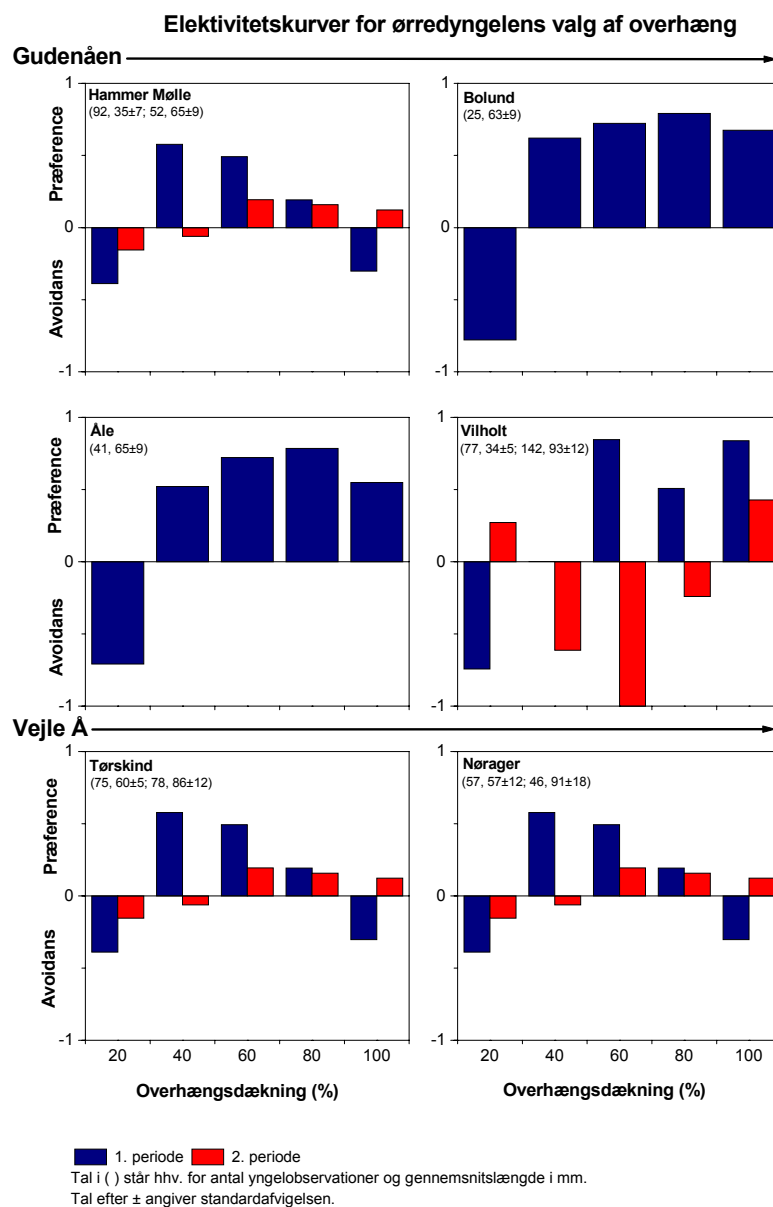 Elektivitetskurver for ørredyngelens valg af overhæng
Gudenåen
Hammer Mølle
(92, 35±7; 52, 65±9)
Bolund
(25, 63±9)
1
0
-1
Præference
Avoidans
1
0
-1
Åle
(41, 65±9)
Vilholt
(77, 34±5; 142, 93±12)
1
0
-1
Præference
Avoidans
1
0
-1
Vejle Å
Tørskind
(75, 60±5; 78, 86±12)
Nørager
(57, 57±12; 46, 91±18)
1
0
-1
Præference
Avoidans
1
0
-1
20 40 60 80 100
20 40 60 80 100
Overhængsdækning (%)
Overhængsdækning (%)
1. periode 2. periode
Tal i ( ) står hhv. for antal yngelobservationer og gennemsnitslængde i mm.
Tal efter ± angiver standardafvigelsen.